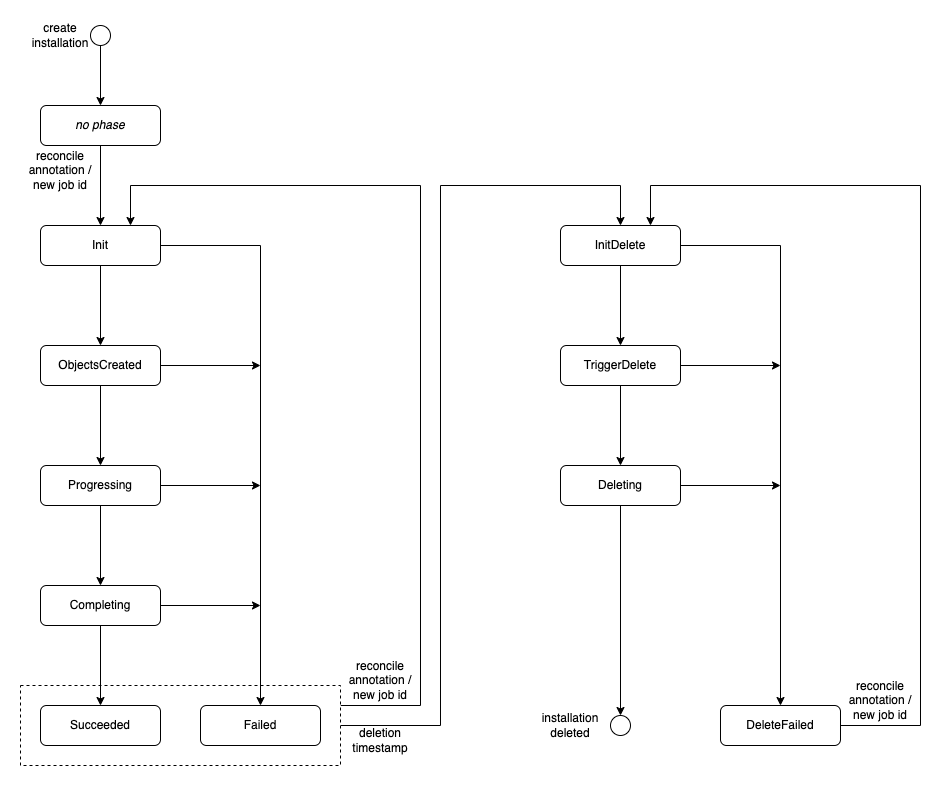 create
installation
no phase
reconcile
annotation /
new job id
Init
ObjectsCreated
Progressing
Completing
Succeeded
Failed
reconcile
annotation /
new job id
deletion
timestamp
InitDelete
TriggerDelete
Deleting
installation
deleted
DeleteFailed
reconcile
annotation /
new job id